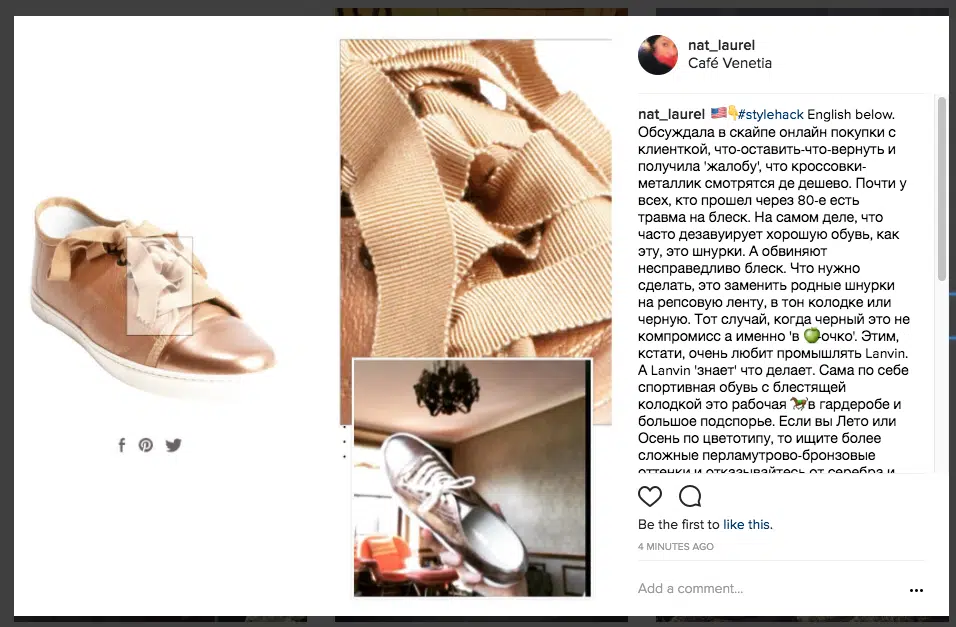 nat_laurel
Café Venetia
nat_laurel 🇺🇸👇#stylehack English below.
Обсуждала в скайпе онлайн покупки с
клиенткой, что-оставить-что-вернуть и
получила 'жалобу', что кроссовки-
металлик смотрятся де дешево. Почти у
всех, кто прошел через 80-е есть
травма на блеск. На самом деле, что
часто дезавуирует хорошую обувь, как
эту, это шнурки. А обвиняют
несправедливо блеск. Что нужно
сделать, это заменить родные шнурки
на репсовую ленту, в тон колодке или
черную. Тот случай, когда черный это не
компромисс а именно 'в 🍏-очко'. Этим,
кстати, очень любит промышлять Lanvin.
А Lanvin 'знает' что делает. Сама по себе
спортивная обувь с блестящей
колодкой это рабочая 🐎в гардеробе и
большое подспорье. Если вы Лето или
Осень по цветотипу, то ищите более
сложные перламутрово-бронзовые
оттенки и отказывайтесь от серебра и
Be the first to like this.
4 MINUTES AGO
Add a comment...